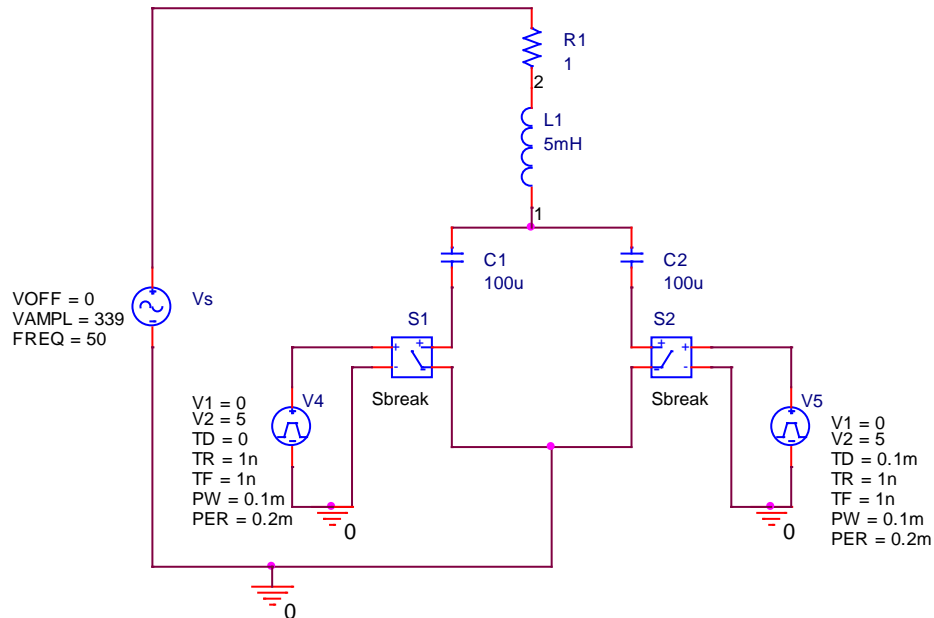 R1
1
2
L1
5mH
1
C1
100u
C2
100u
VOFF = 0
VAMPL = 339
FREQ = 50
Vs
S1
+
-
+
-
Sbreak
S2
+
-
+
-
Sbreak
V4
V1 = 0
V2 = 5
TD = 0
TR = 1n
TF = 1n
PW = 0.1m
PER = 0.2m
0
V5
V1 = 0
V2 = 5
TD = 0.1m
TR = 1n
TF = 1n
PW = 0.1m
PER = 0.2m
0
0